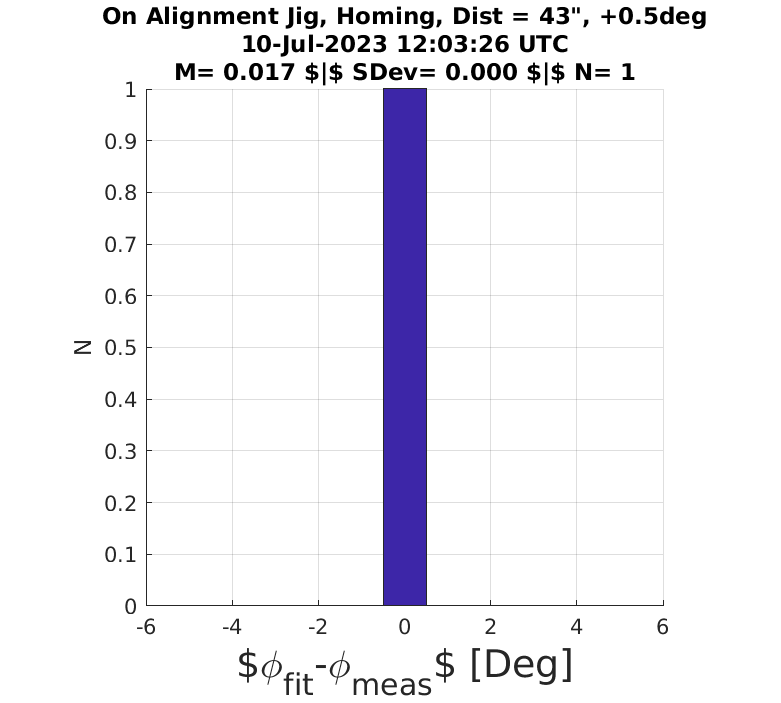 On Alignment Jig, Homing, Dist = 43", +0.5deg
10-Jul-2023 12:03:26 UTC
M= 0.017 $|$ SDev= 0.000 $|$ N= 1
1
0.9
0.8
0.7
0.6
0.5
0.4
0.3
0.2
0.1
0
N
-6 -4 -2 0 2 4 6
$ϕfit-ϕmeas$ [Deg]